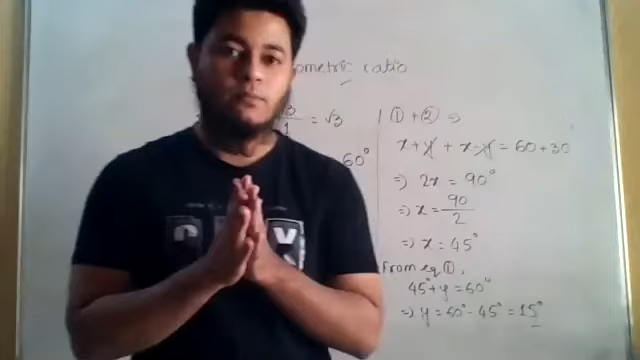 ometric ratio
√3
1 = √3
60°
① + ② ⇒
x + y + x - y = 60 + 30
⇒ 2x = 90°
⇒ x = 90/2
⇒ x = 45°
From eq ①,
45° + y = 60°
⇒ y = 60° - 45° = 15°